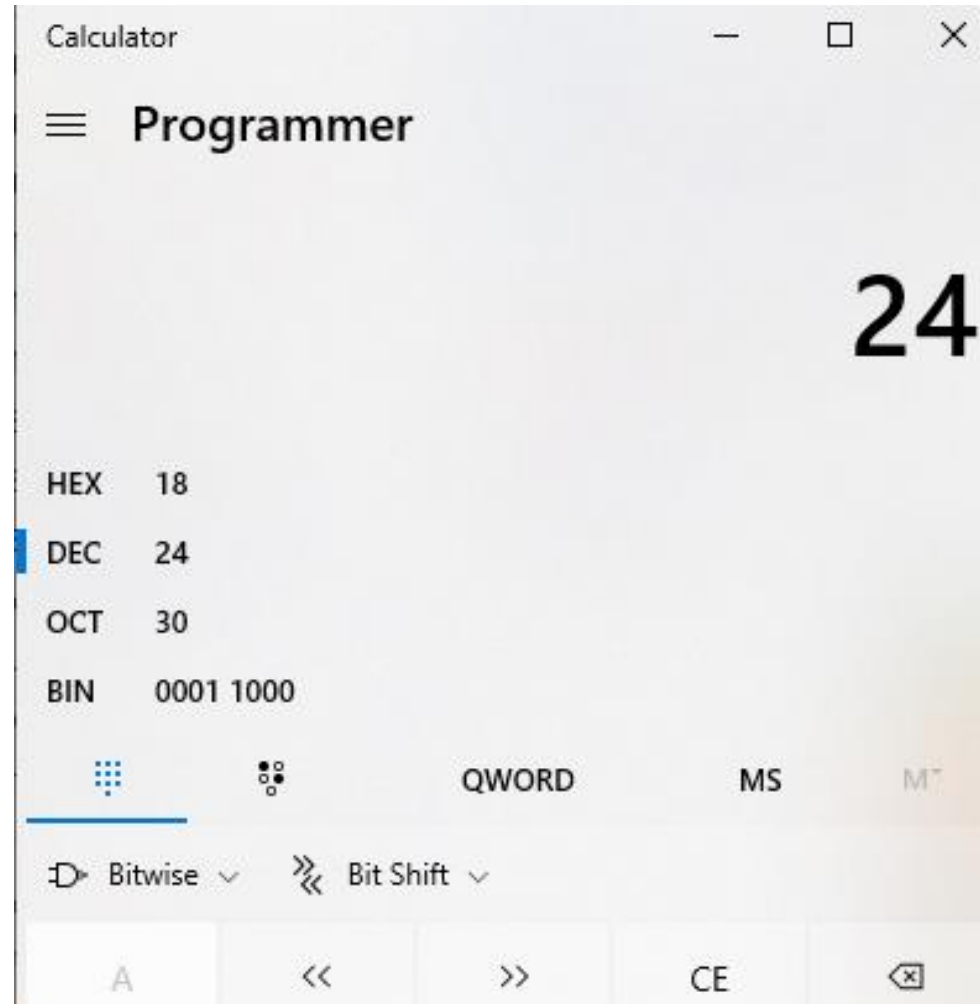 Calculator
Programmer
24
HEX 18
DEC 24
OCT 30
BIN 0001 1000
QWORD MS M
Bitwise Bit Shift
A << >> CE